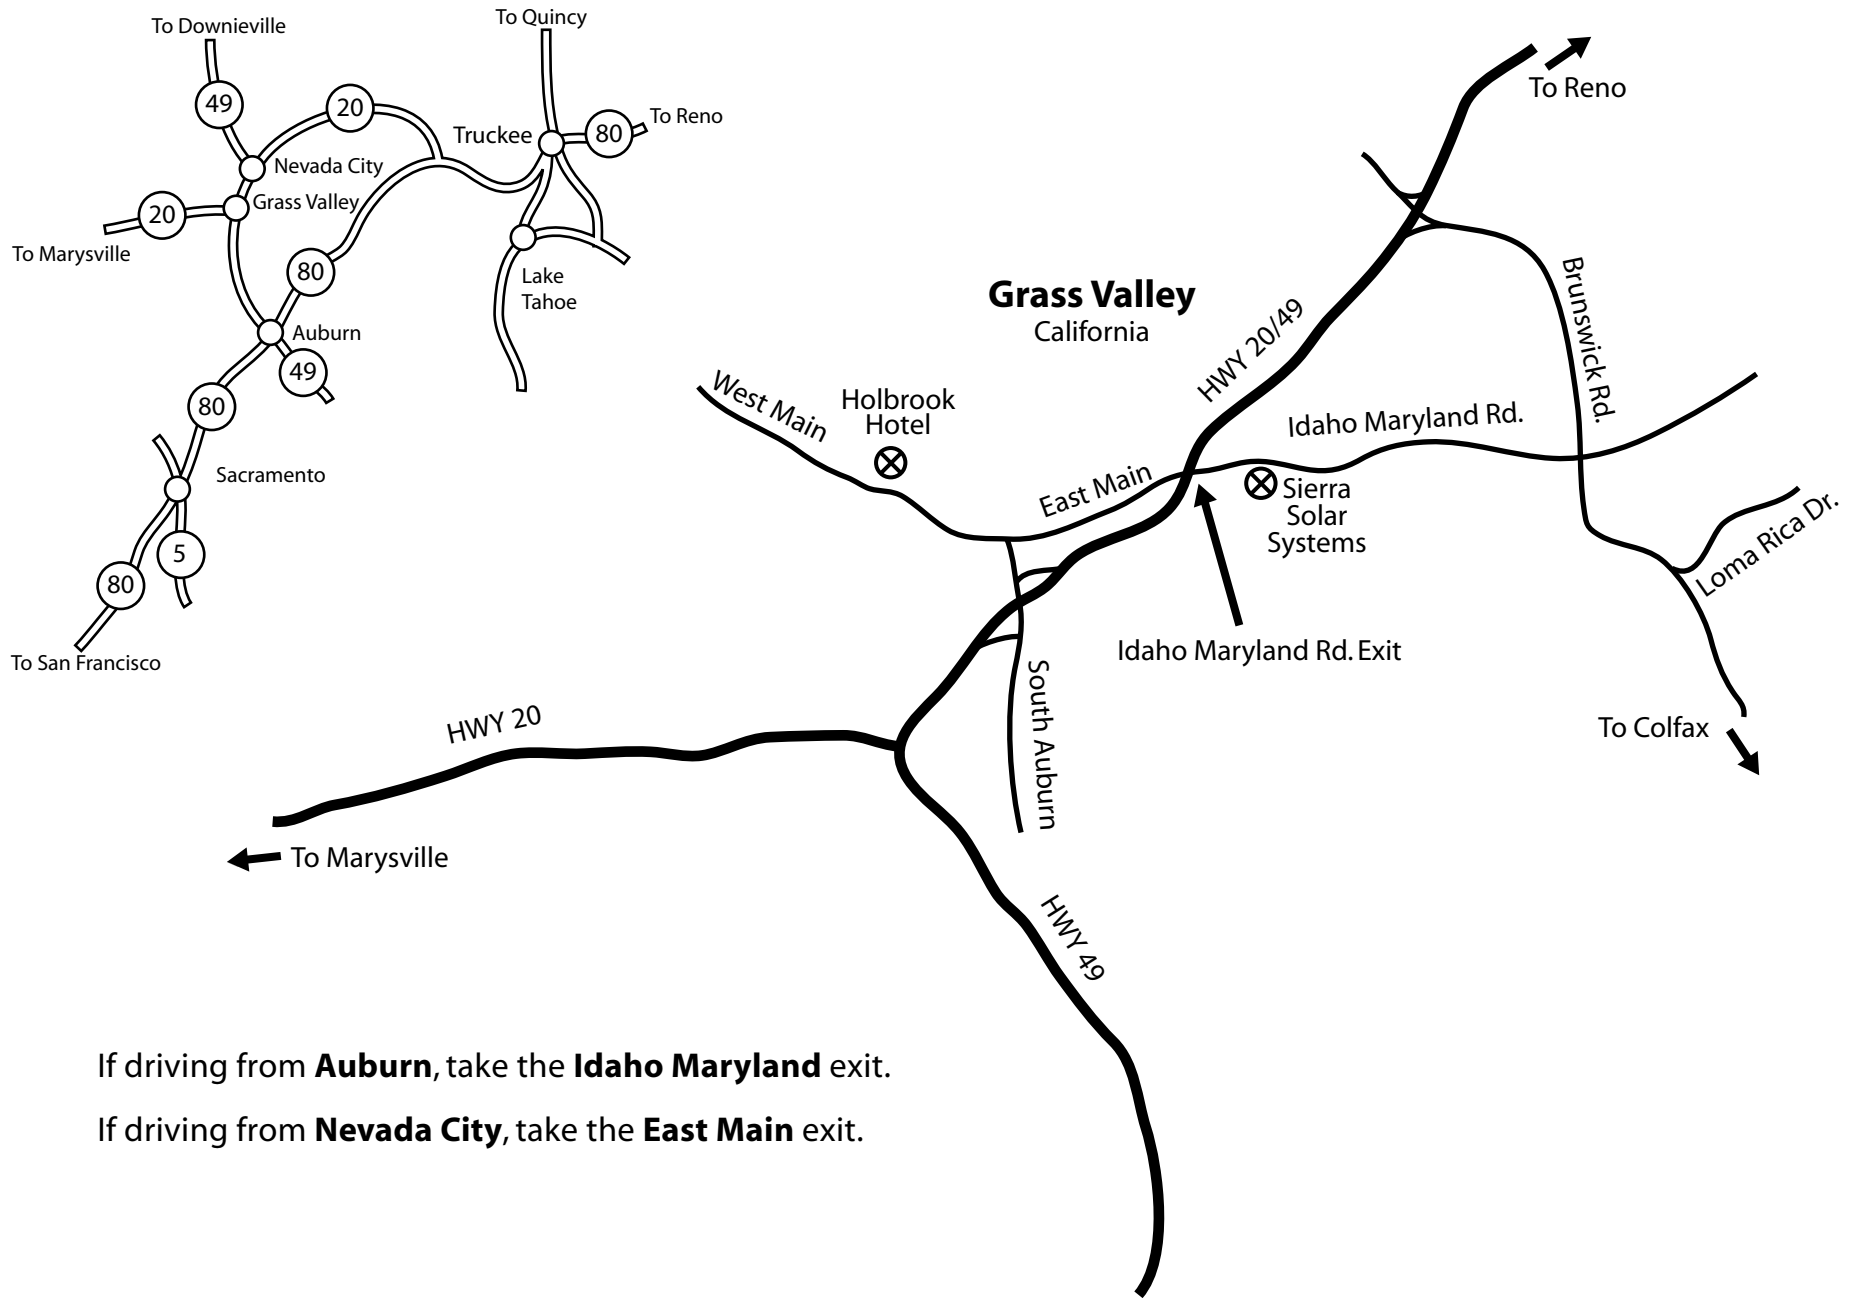 To Downieville
To Quincy
49
20
Truckee
80
To Reno
Nevada City
20
Grass Valley
To Marysville
80
Lake
Tahoe
Auburn
49
80
Sacramento
5
80
To San Francisco
To Reno
Grass Valley
California
HWY 20/49
Brunswick Rd.
West Main
Holbrook
Hotel
Idaho Maryland Rd.
East Main
Sierra
Solar
Systems
Loma Rica Dr.
Idaho Maryland Rd. Exit
South Auburn
HWY 20
To Colfax
To Marysville
HWY 49
If driving from Auburn, take the Idaho Maryland exit.
If driving from Nevada City, take the East Main exit.